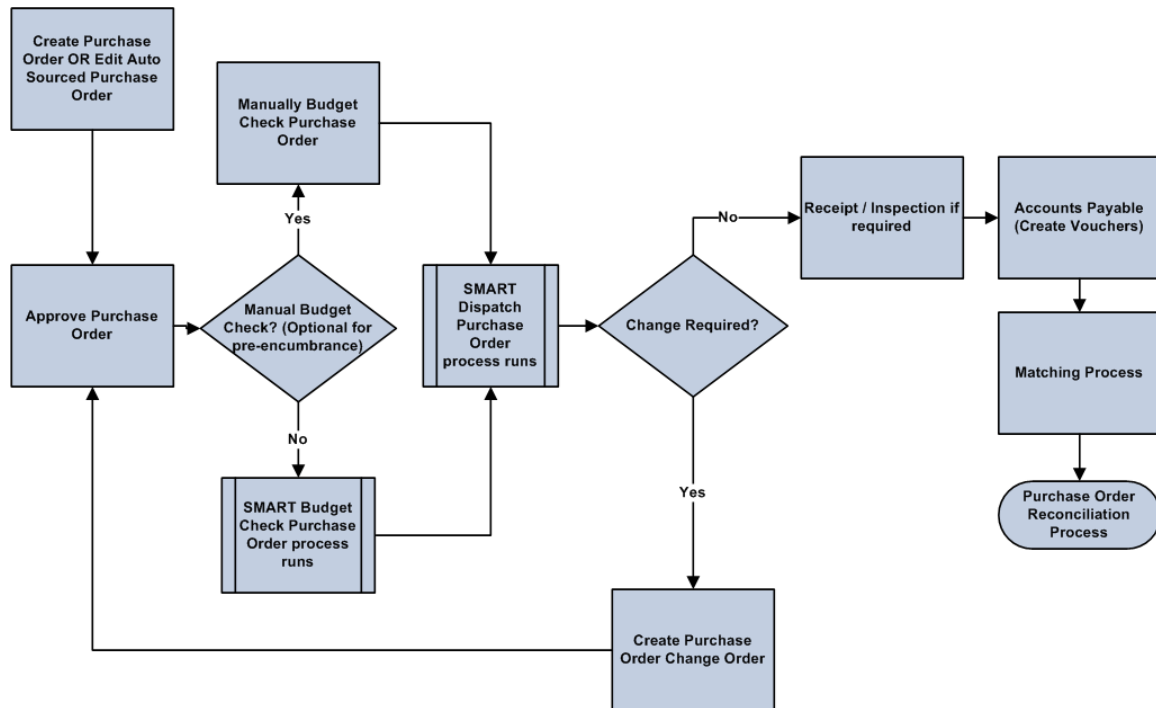 Create Purchase
Order OR Edit Auto
Sourced Purchase
Order
Manually Budget
Check Purchase
Order
Yes
Approve Purchase
Order
Manual Budget
Check? (Optional for
pre-encumbrance)
No
SMART Budget
Check Purchase
Order process
runs
SMART
Dispatch
Purchase
Order
process runs
Change Required?
No
Receipt / Inspection if
required
Accounts Payable
(Create Vouchers)
Matching Process
Purchase Order
Reconciliation
Process
Yes
Create Purchase
Order Change Order